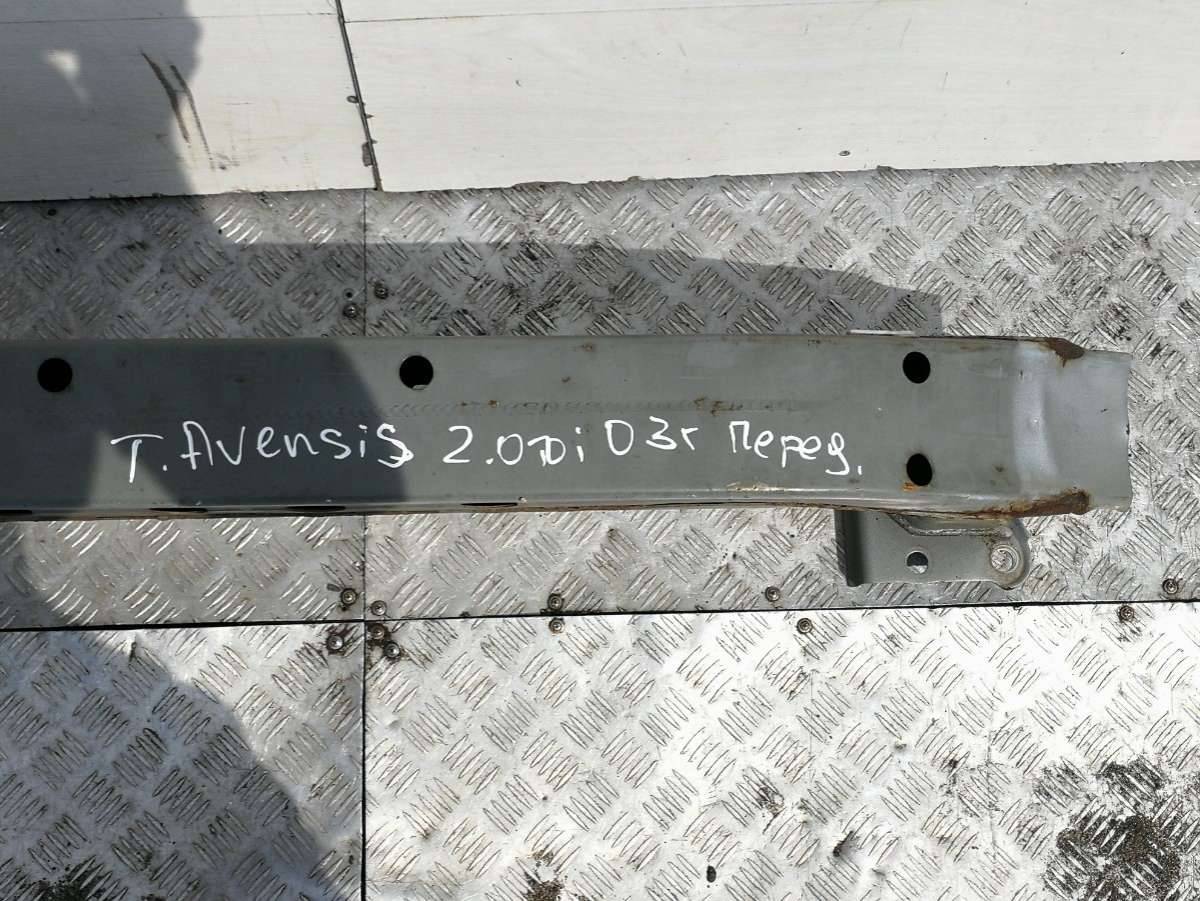 T. Avensis 2.0TDi 03г перед.